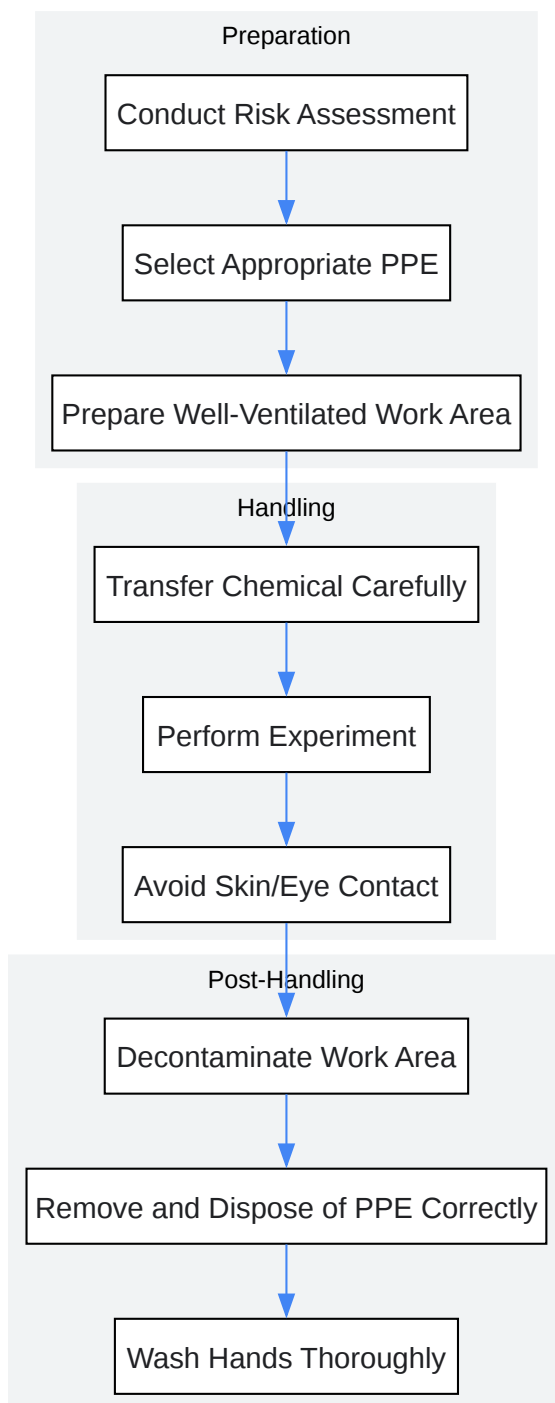 Preparation
Conduct Risk Assessment
Select Appropriate PPE
Prepare Well-Ventilated Work Area
Handling
Transfer Chemical Carefully
Perform Experiment
Avoid Skin/Eye Contact
Post-Handling
Decontaminate Work Area
Remove and Dispose of PPE Correctly
Wash Hands Thoroughly